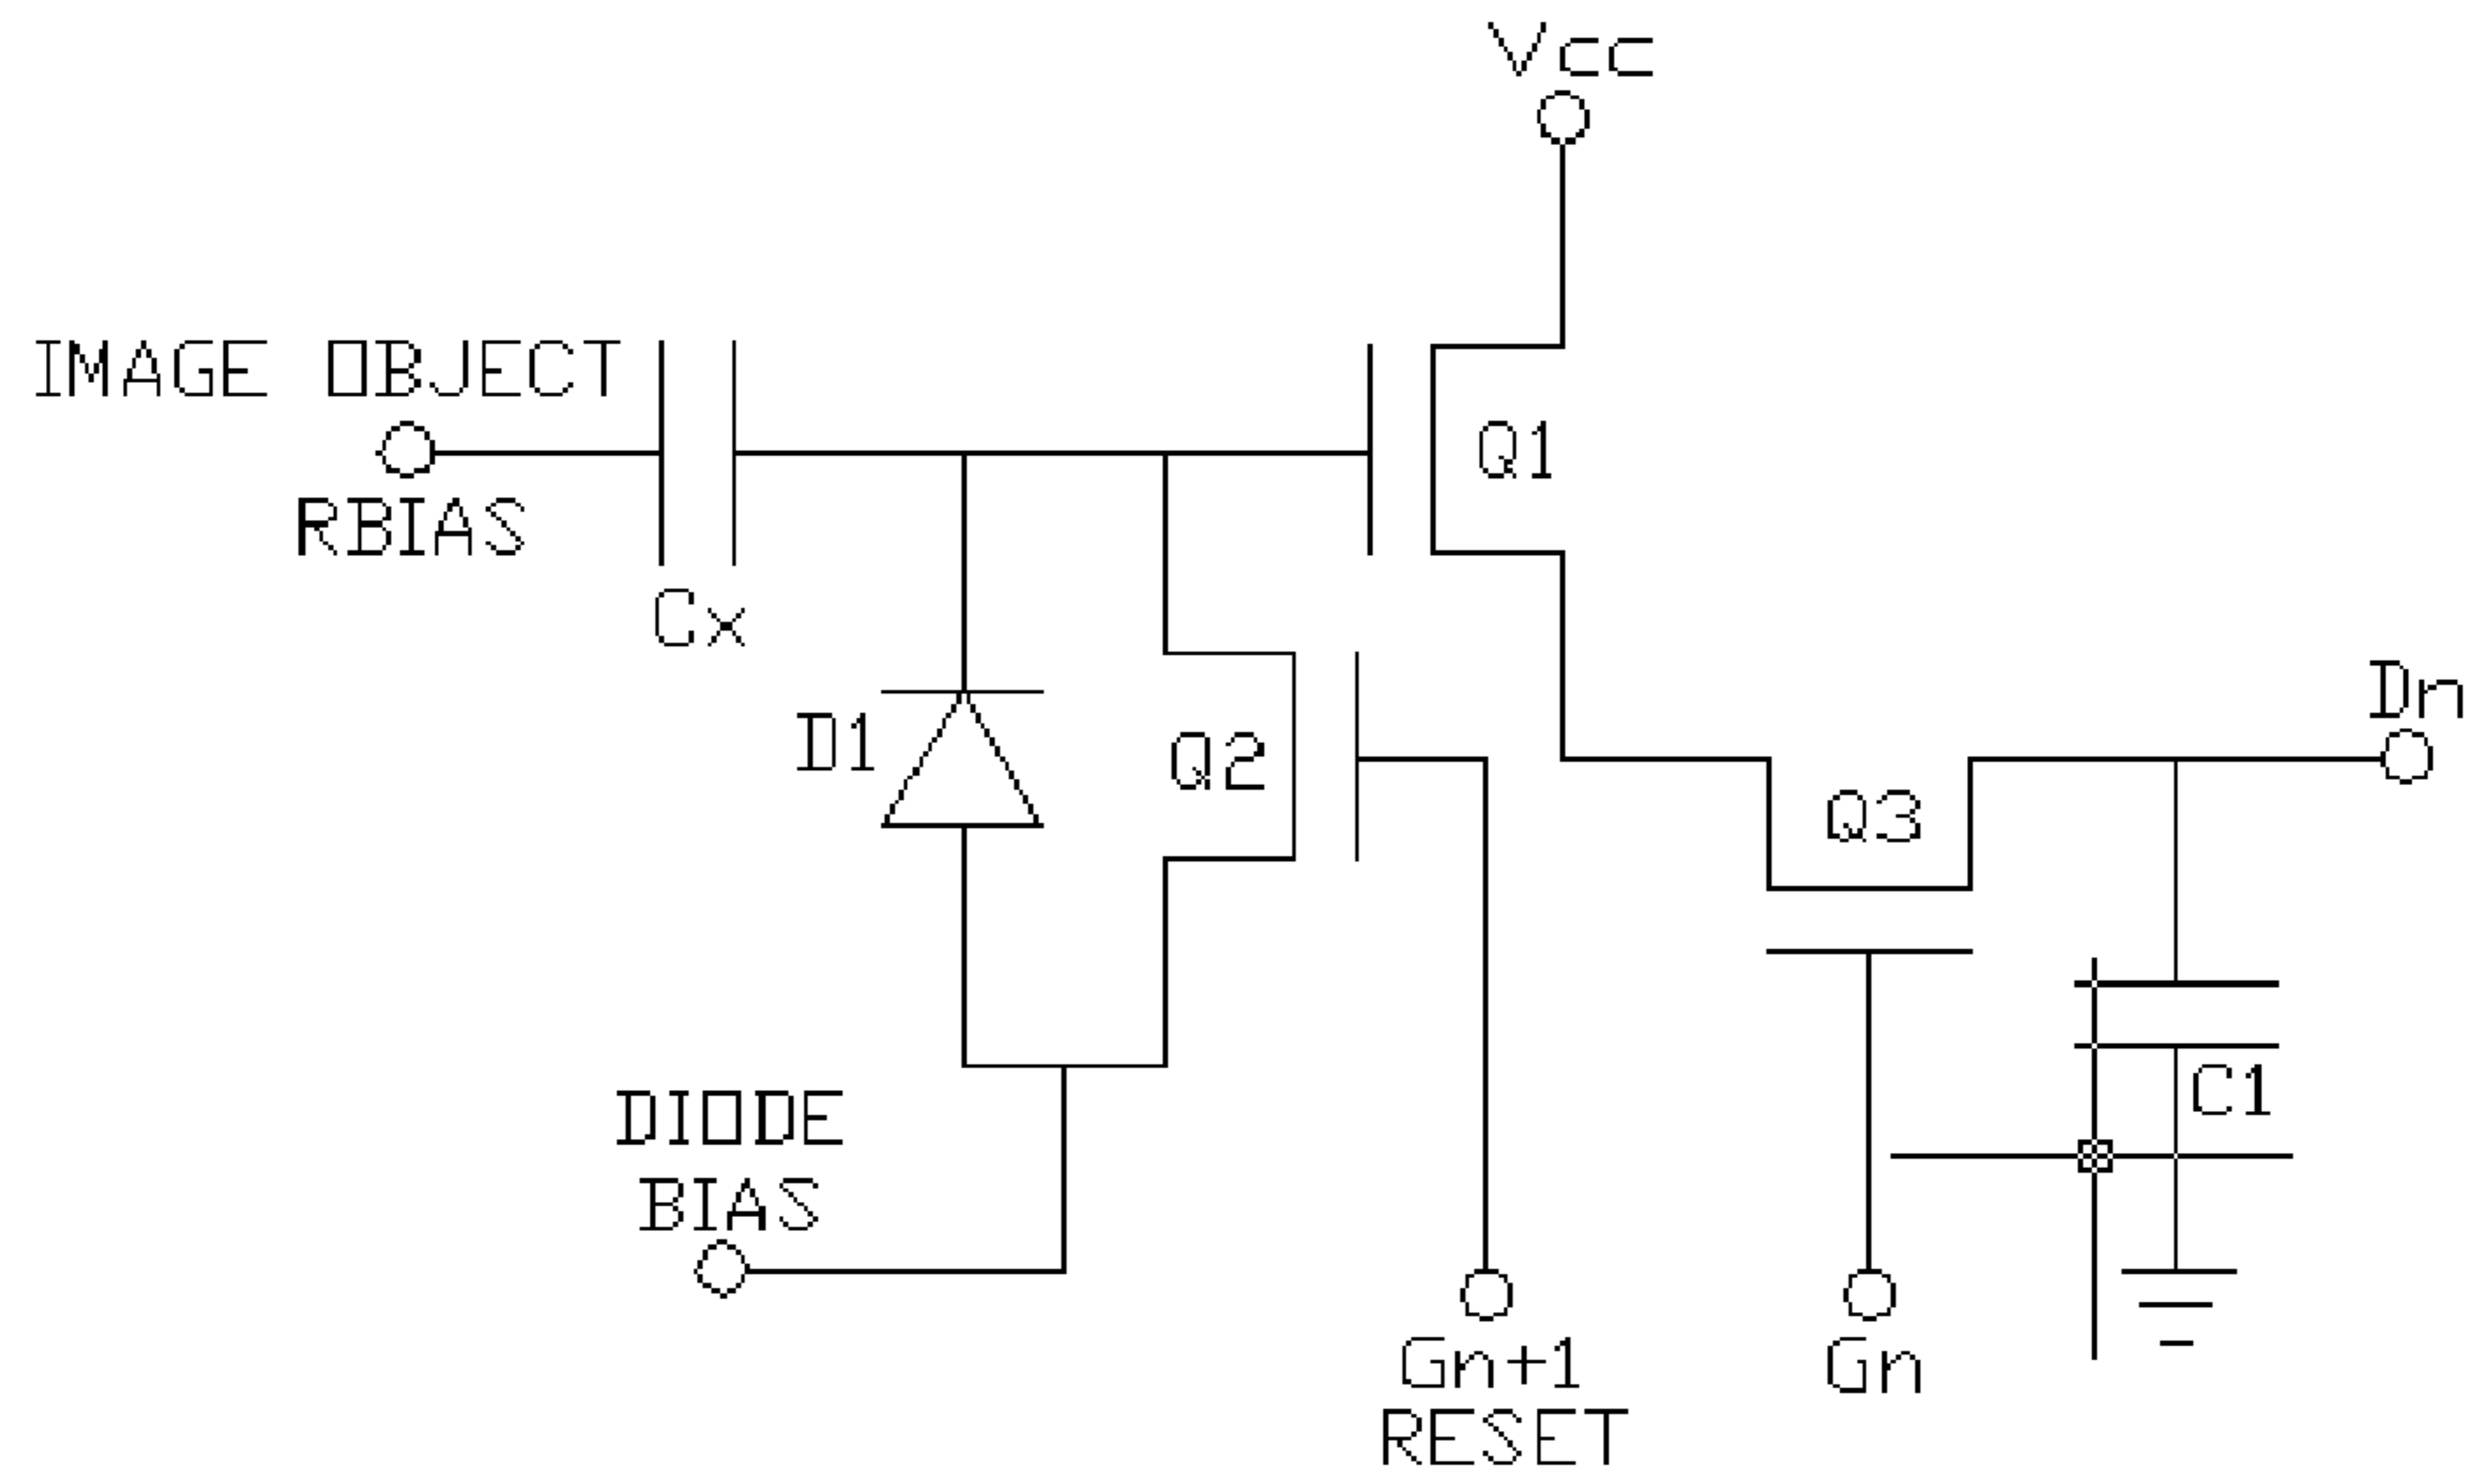 Vcc
IMAGE OBJECT
Q1
RBIAS
Cx
Dn
D1
Q2
Q3
C1
DIODE
BIAS
Gn+1
RESET
Gn